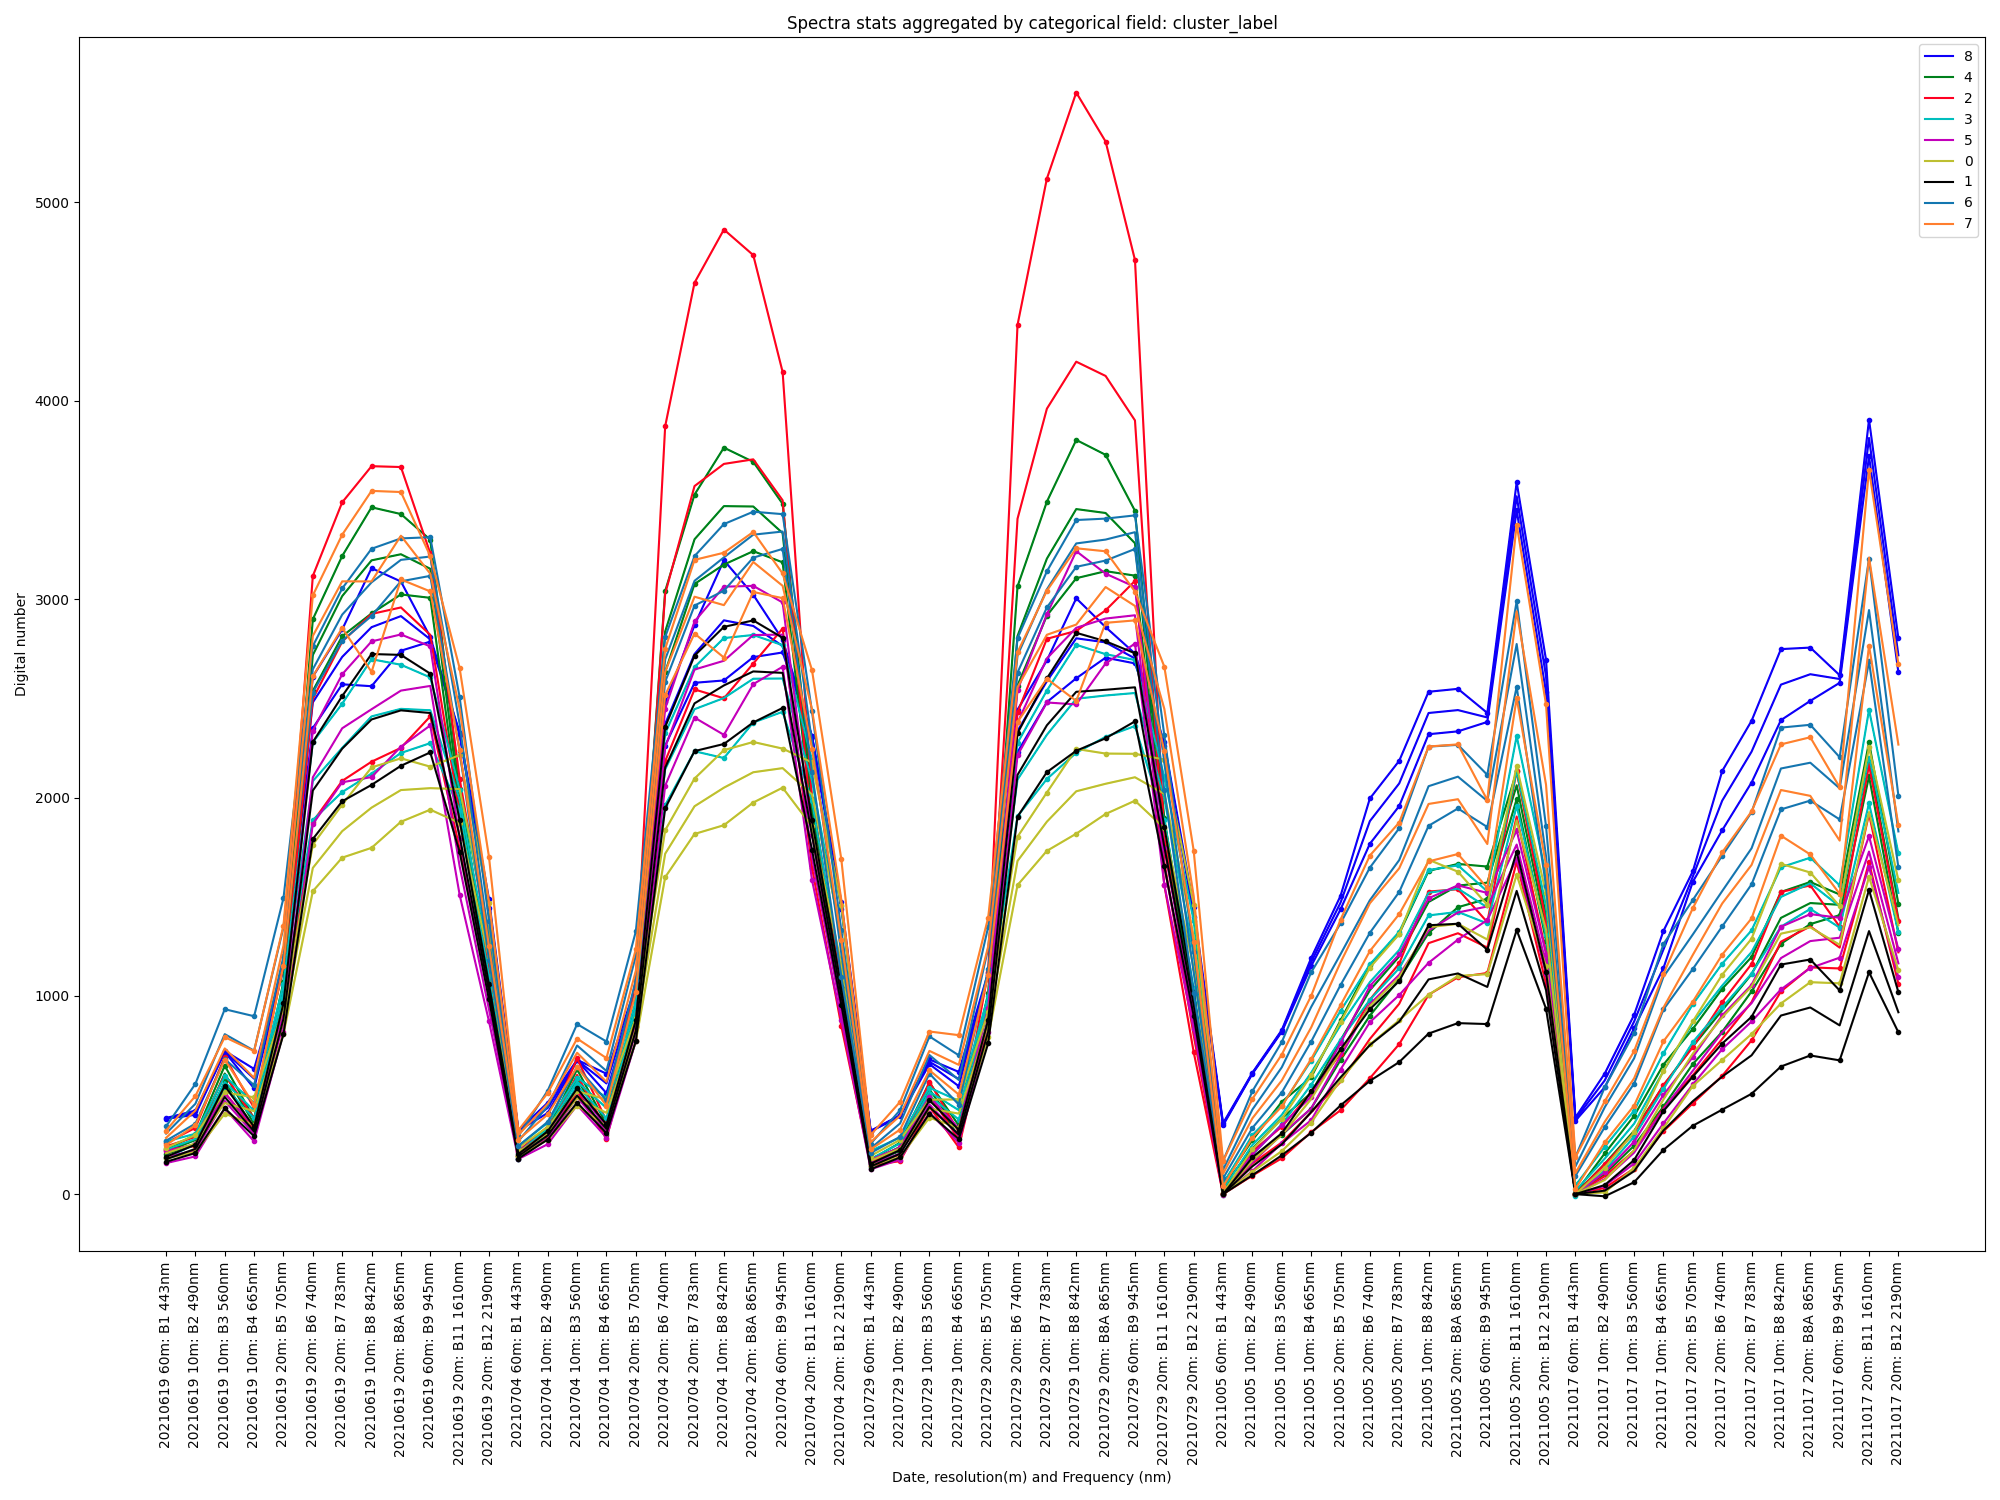 Spectra stats aggregated by categorical field: cluster_label
8
4
2
3
5
0
1
6
7
Digital number
5000
4000
3000
2000
1000
0
20210619 60m: B1 443nm
20210619 10m: B2 490nm
20210619 10m: B3 560nm
20210619 10m: B4 665nm
20210619 20m: B5 705nm
20210619 20m: B6 740nm
20210619 20m: B7 783nm
20210619 10m: B8 842nm
20210619 20m: B8A 865nm
20210619 60m: B9 945nm
20210619 20m: B11 1610nm
20210619 20m: B12 2190nm
20210704 60m: B1 443nm
20210704 10m: B2 490nm
20210704 10m: B3 560nm
20210704 10m: B4 665nm
20210704 20m: B5 705nm
20210704 20m: B6 740nm
20210704 20m: B7 783nm
20210704 10m: B8 842nm
20210704 20m: B8A 865nm
20210704 60m: B9 945nm
20210704 20m: B11 1610nm
20210704 20m: B12 2190nm
20210729 60m: B1 443nm
20210729 10m: B2 490nm
20210729 10m: B3 560nm
20210729 10m: B4 665nm
20210729 20m: B5 705nm
20210729 20m: B6 740nm
20210729 20m: B7 783nm
20210729 10m: B8 842nm
20210729 20m: B8A 865nm
20210729 60m: B9 945nm
20210729 20m: B11 1610nm
20210729 20m: B12 2190nm
20211005 60m: B1 443nm
20211005 10m: B2 490nm
20211005 10m: B3 560nm
20211005 10m: B4 665nm
20211005 20m: B5 705nm
20211005 20m: B6 740nm
20211005 20m: B7 783nm
20211005 10m: B8 842nm
20211005 20m: B8A 865nm
20211005 60m: B9 945nm
20211005 20m: B11 1610nm
20211005 20m: B12 2190nm
20211017 60m: B1 443nm
20211017 10m: B2 490nm
20211017 10m: B3 560nm
20211017 10m: B4 665nm
20211017 20m: B5 705nm
20211017 20m: B6 740nm
20211017 20m: B7 783nm
20211017 10m: B8 842nm
20211017 20m: B8A 865nm
20211017 60m: B9 945nm
20211017 20m: B11 1610nm
20211017 20m: B12 2190nm
Date, resolution(m) and Frequency (nm)